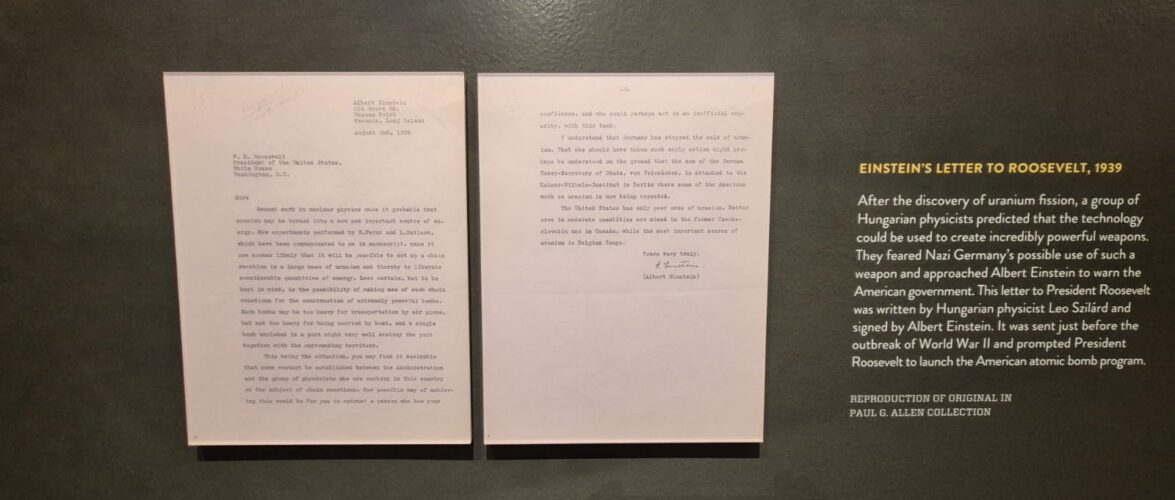 Albert Einstein
Old Grove Rd.
Nassau Point
Peconic, Long Island
August 2nd, 1939
F. D. Roosevelt
President of the United States,
White House
Washington, D.C.
Sir:
Recent work in nuclear physics made it probable that
uranium may be turned into a new and important source of en-
ergy. New experiments performed by E.Fermi and L.Szilard,
which have been communicated to me in manuscript, make it
now appear likely that it will be possible to set up a chain
reaction in a large mass of uranium and thereby to liberate
considerable quantities of energy. Less certain, but to be
kept in mind, is the possibility of making use of such chain
reactions for the construction of extremely powerful bombs.
Such bombs may be too heavy for transportation by air plane,
but not too heavy for being carried by boat, and a single
bomb exploded in a port might very well destroy the port
together with the surrounding territory.
This being the situation, you may find it desirable
that some contact be established between the Administration
and the group of physicists who are working in this country
on the subject of chain reactions. One possible way of achiev-
ing this would be for you to entrust a person who has your
-2-
confidence, and who could perhaps act in an inofficial cap-
acity, with this task.
I understand that Germany has stopped the sale of uran-
ium. That she should have taken such early action might per-
haps be understood on the ground that the son of the German
Under-Secretary of State, von Weizsäcker, is attached to the
Kaiser-Wilhelm-Institut in Berlin where some of the American
work on uranium is now being repeated.
The United States has only poor ores of uranium. Better
ores in moderate quantities are mined in the former Czecho-
slovakia and in Canada, while the most important source of
uranium is Belgian Congo.
Yours very truly,
A. Einstein
(Albert Einstein)
EINSTEIN'S LETTER TO ROOSEVELT, 1939
After the discovery of uranium fission, a group of
Hungarian physicists predicted that the technology
could be used to create incredibly powerful weapons.
They feared Nazi Germany's possible use of such a
weapon and approached Albert Einstein to warn the
American government. This letter to President Roosevelt
was written by Hungarian physicist Leo Szilárd and
signed by Albert Einstein. It was sent just before the
outbreak of World War II and prompted President
Roosevelt to launch the American atomic bomb program.
REPRODUCTION OF ORIGINAL IN
PAUL G. ALLEN COLLECTION